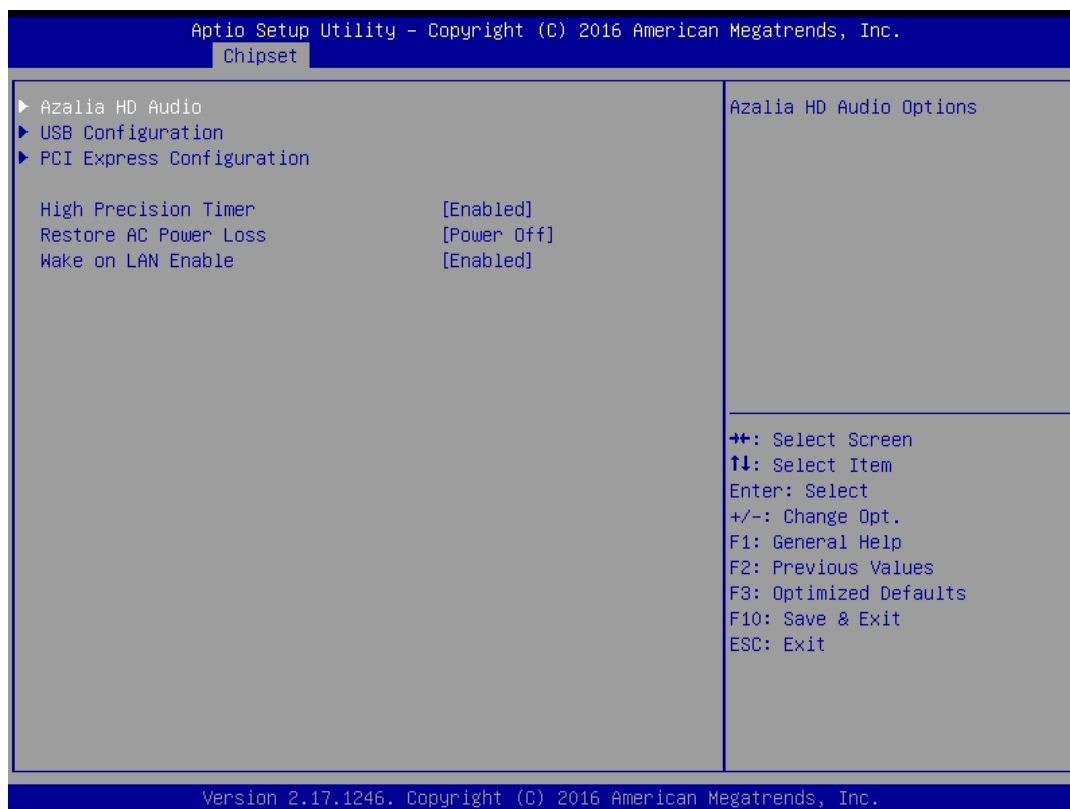 Aptio Setup Utility – Copyright (C) 2016 American Megatrends, Inc.
Chipset
▶ Azalia HD Audio
▶ USB Configuration
▶ PCI Express Configuration
High Precision Timer [Enabled]
Restore AC Power Loss [Power Off]
Wake on LAN Enable [Enabled]
Azalia HD Audio Options
→←: Select Screen
↑↓: Select Item
Enter: Select
+/-: Change Opt.
F1: General Help
F2: Previous Values
F3: Optimized Defaults
F10: Save & Exit
ESC: Exit
Version 2.17.1246. Copyright (C) 2016 American Megatrends, Inc.